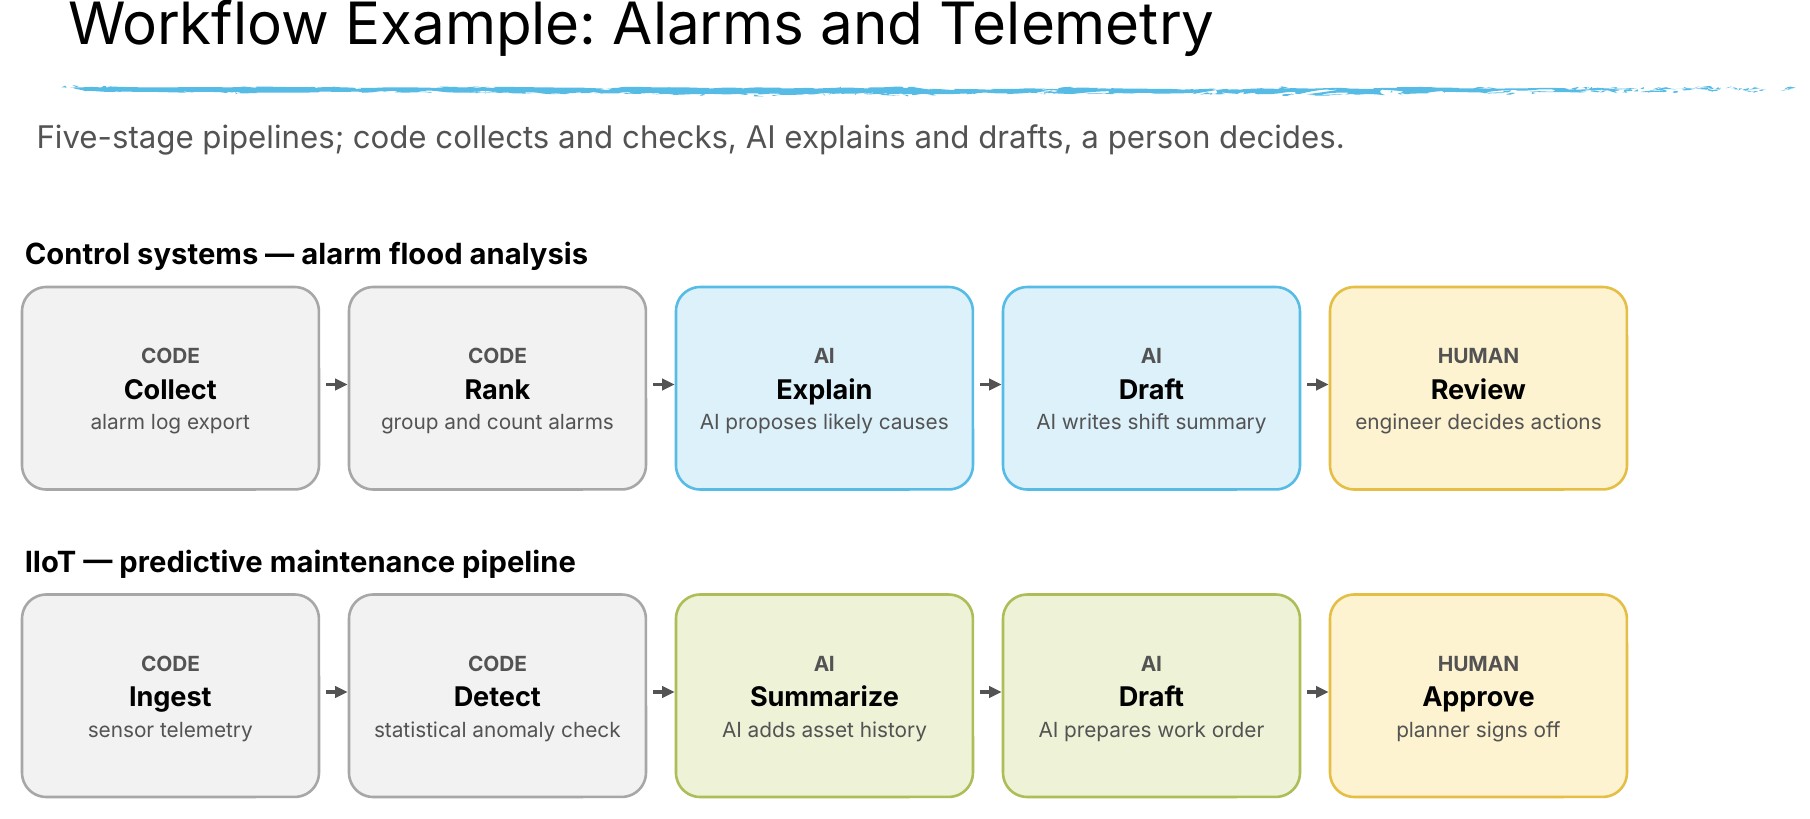 Workflow Example: Alarms and Telemetry
Five-stage pipelines; code collects and checks, AI explains and drafts, a person decides.
Control systems — alarm flood analysis
CODE
Collect
alarm log export
CODE
Rank
group and count alarms
AI
Explain
AI proposes likely causes
AI
Draft
AI writes shift summary
HUMAN
Review
engineer decides actions
IIoT — predictive maintenance pipeline
CODE
Ingest
sensor telemetry
CODE
Detect
statistical anomaly check
AI
Summarize
AI adds asset history
AI
Draft
AI prepares work order
HUMAN
Approve
planner signs off